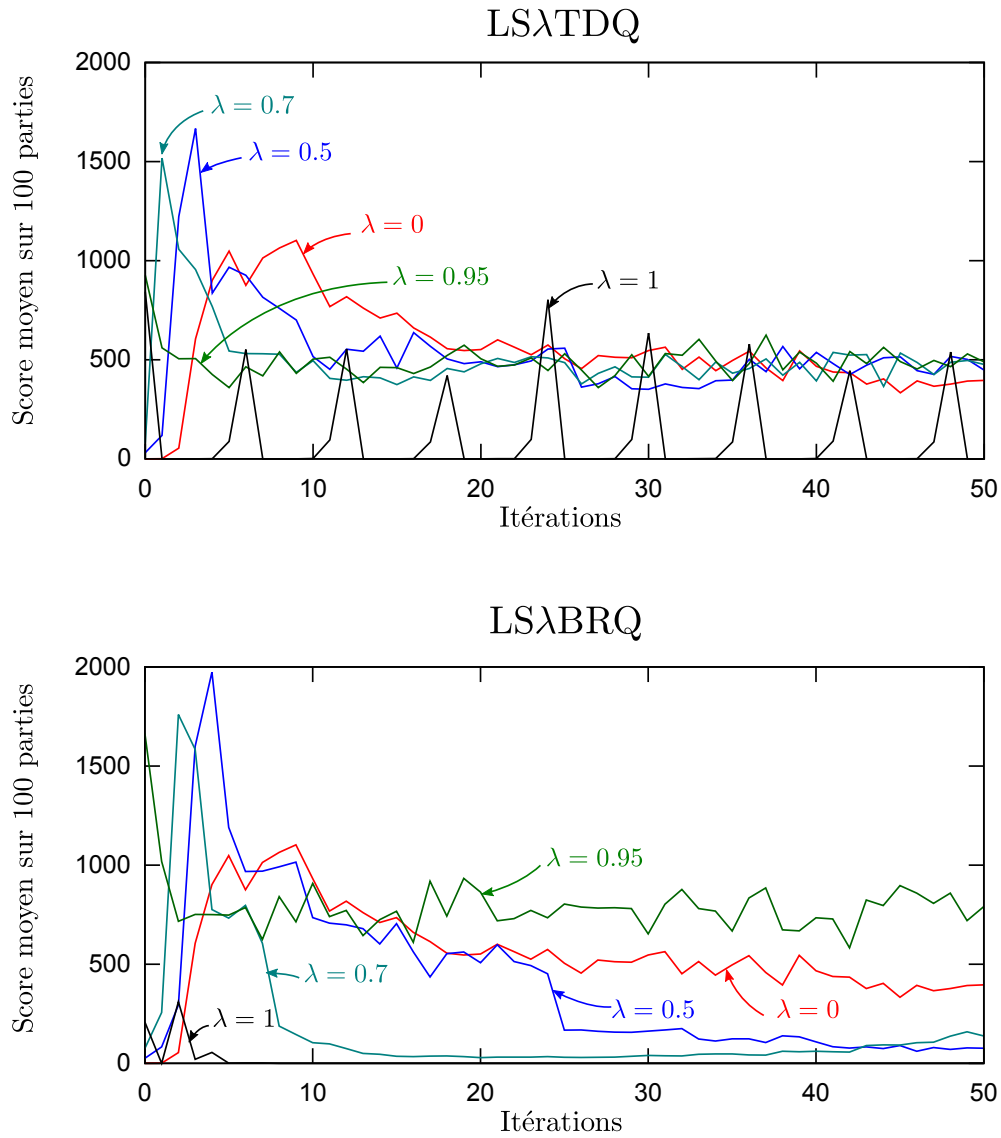 LSλTDQ
Score moyen sur 100 parties
2000
1500
1000
500
0
λ = 0.7
λ = 0.5
λ = 0
λ = 0.95
λ = 1
0 10 20 30 40 50
Itérations
LSλBRQ
Score moyen sur 100 parties
2000
1500
1000
500
0
λ = 0.95
λ = 0.7
λ = 0.5
λ = 0
λ = 1
0 10 20 30 40 50
Itérations